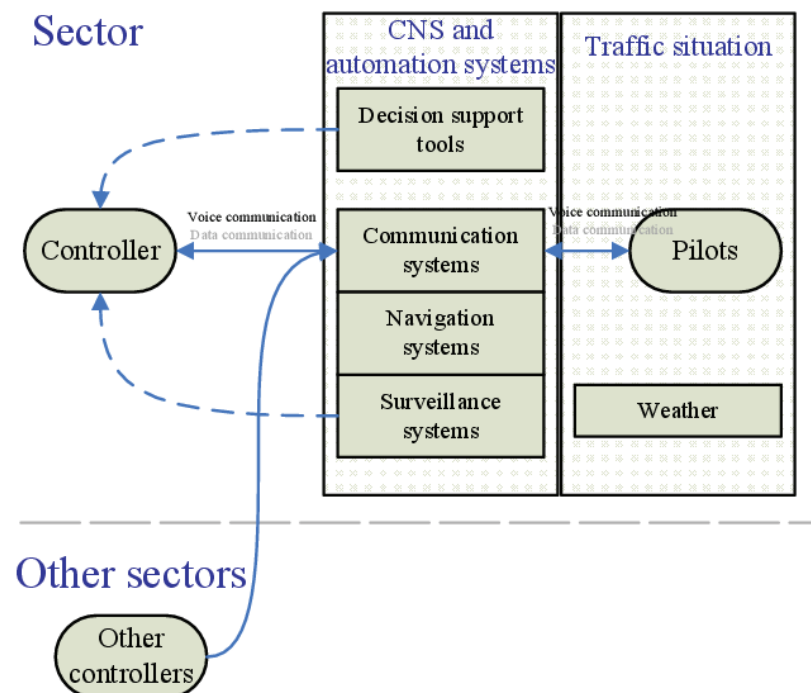 Sector
CNS and
automation systems
Traffic situation
Decision support
tools
Controller
Voice communication
Data communication
Communication
systems
Voice communication
Data communication
Pilots
Navigation
systems
Surveillance
systems
Weather
Other sectors
Other
controllers